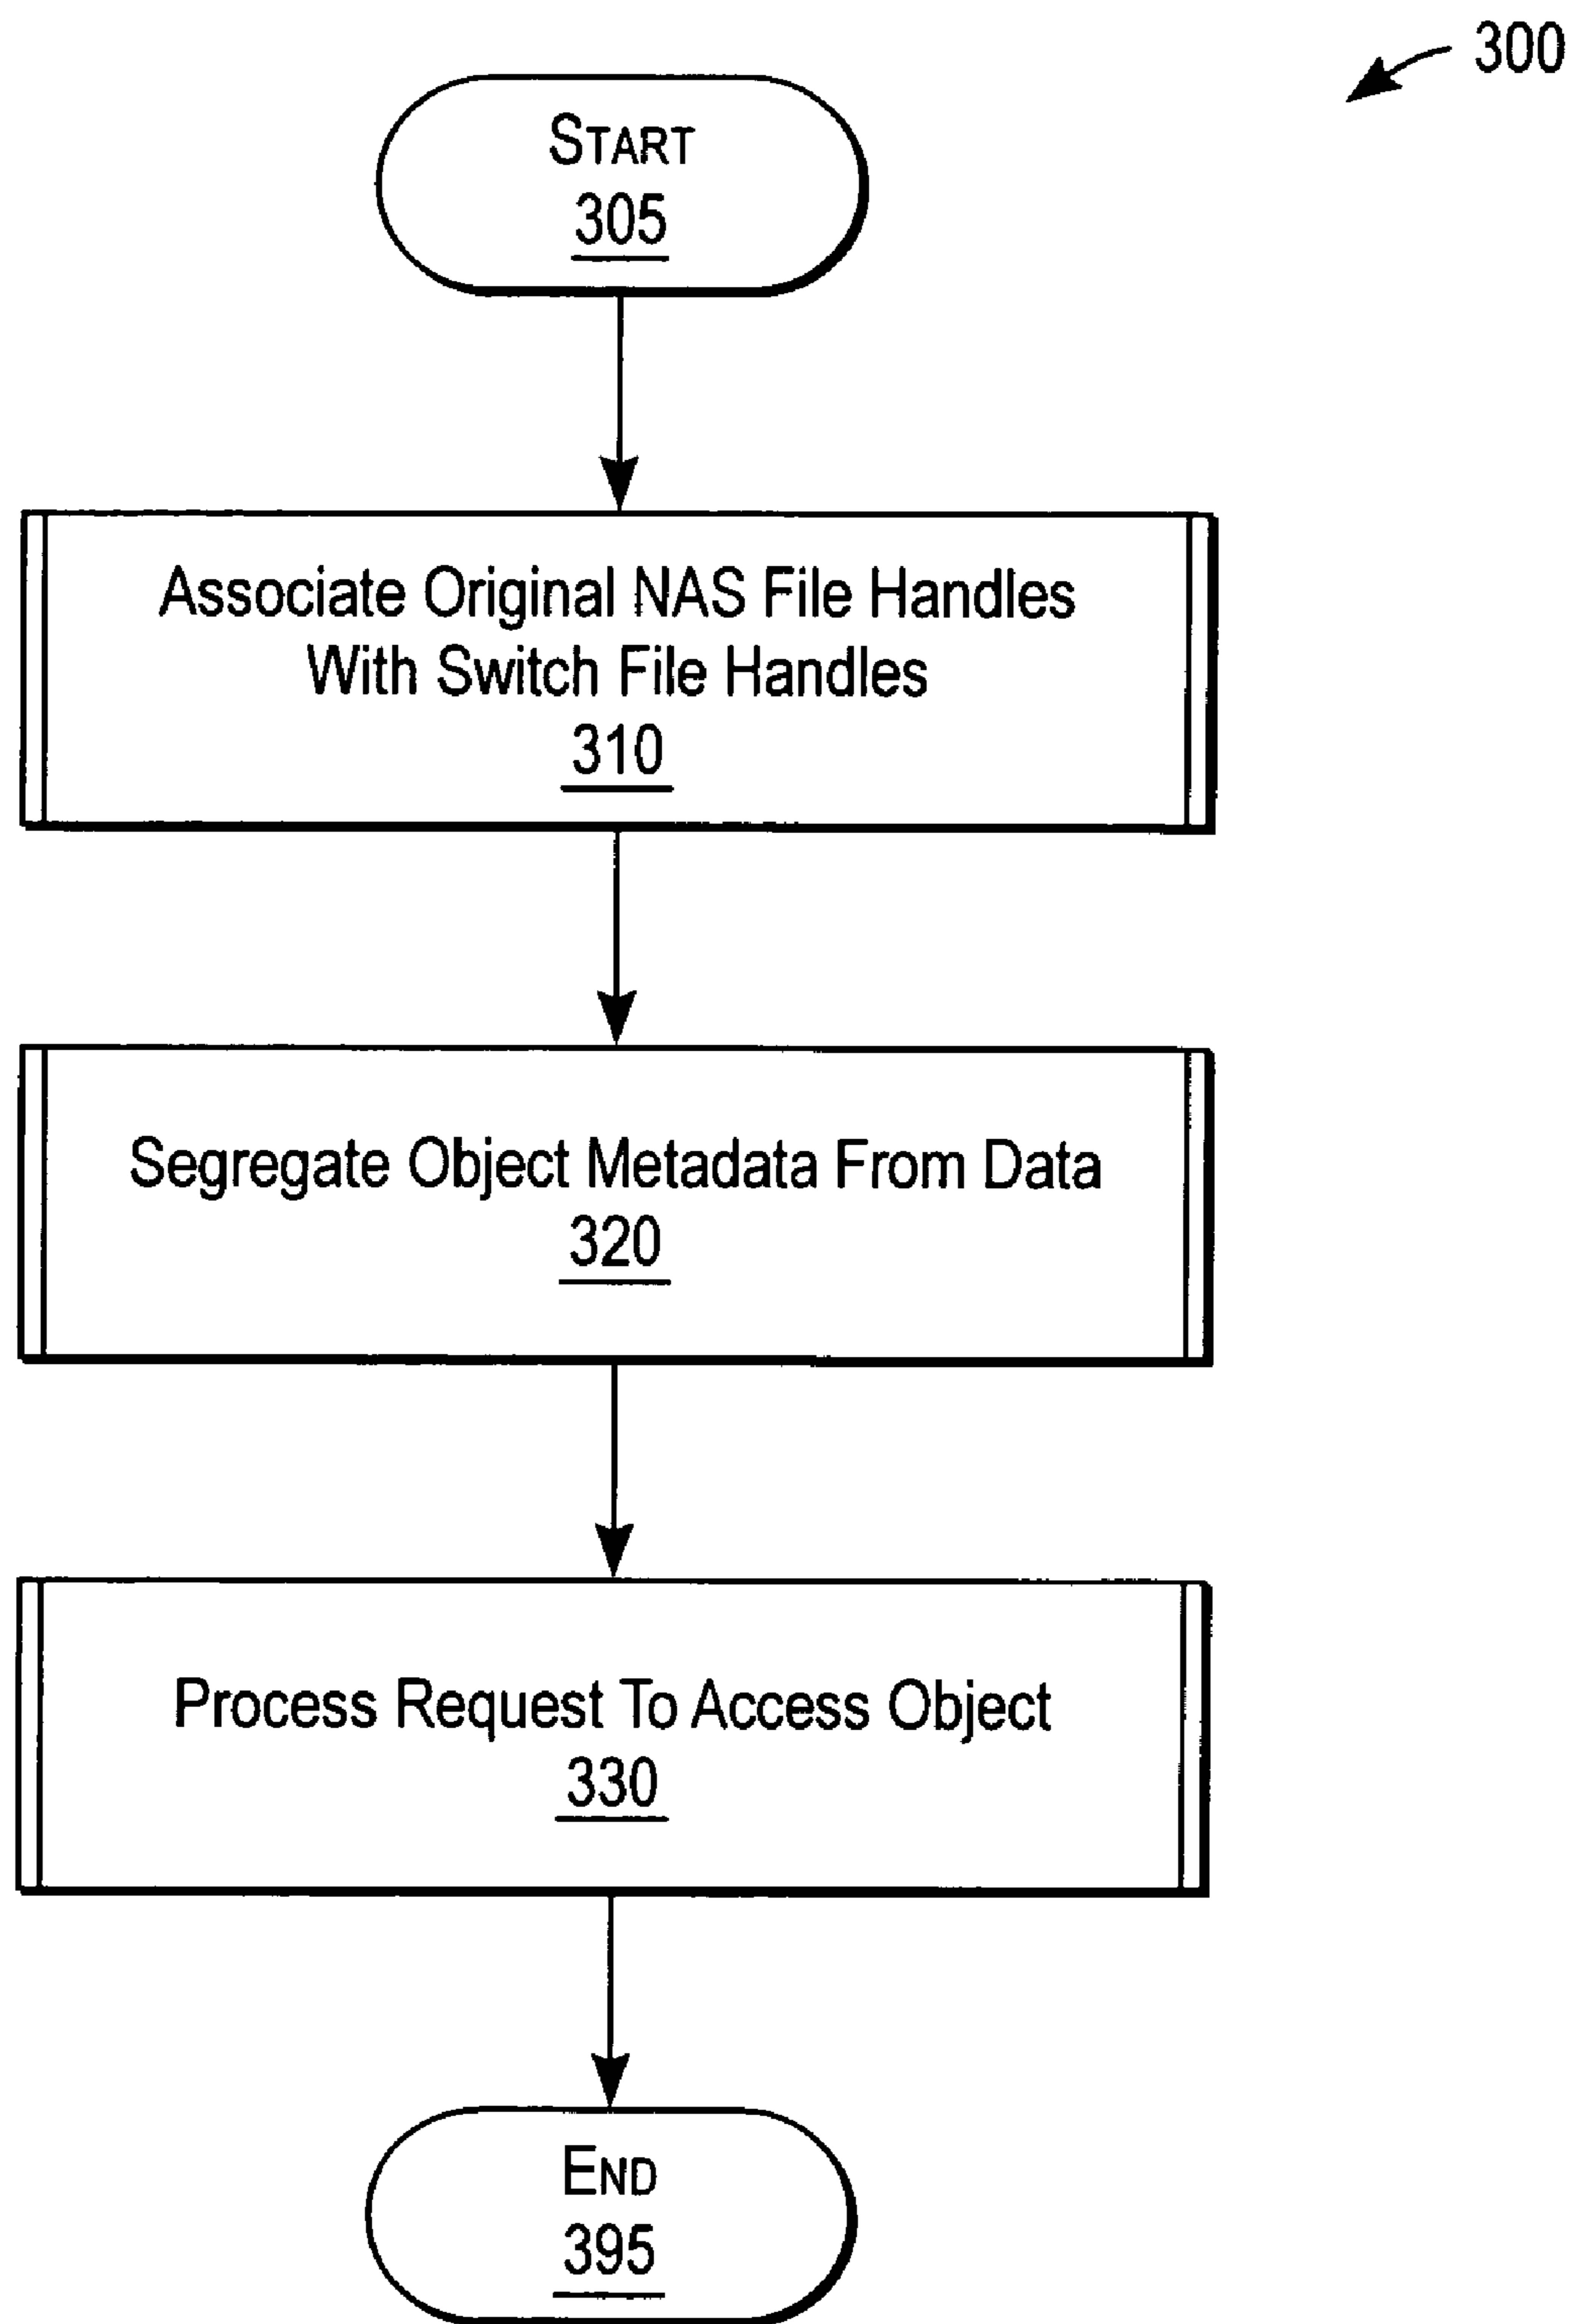 300
START
305
Associate Original NAS File Handles
With Switch File Handles
310
Segregate Object Metadata From Data
320
Process Request To Access Object
330
END
395